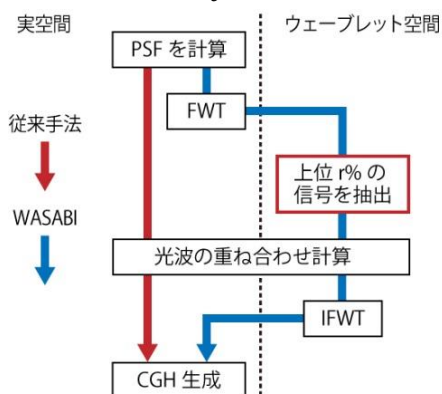 実空間
ウェーブレット空間
PSF を計算
FWT
従来手法
上位 r% の
信号を抽出
WASABI
光波の重ね合わせ計算
IFWT
CGH 生成